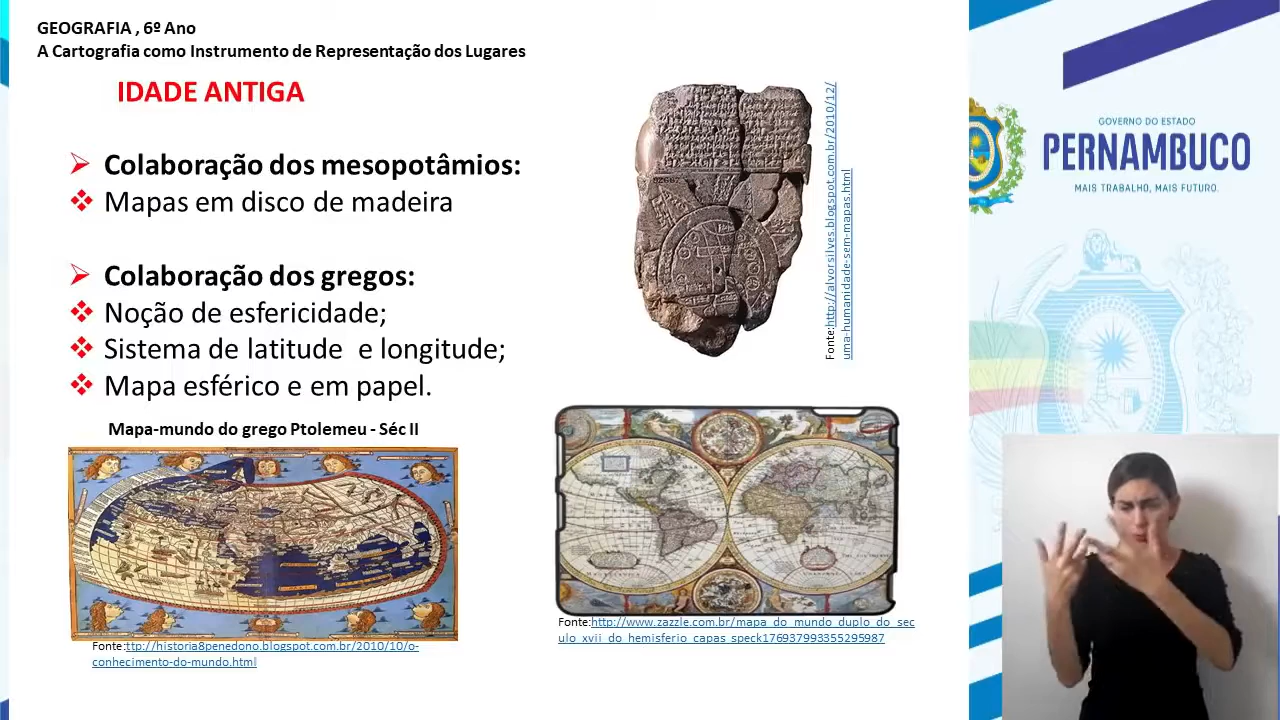 GEOGRAFIA , 6º Ano
A Cartografia como Instrumento de Representação dos Lugares
IDADE ANTIGA
Colaboração dos mesopotâmios:
Mapas em disco de madeira
Colaboração dos gregos:
Noção de esfericidade;
Sistema de latitude e longitude;
Mapa esférico e em papel.
Mapa-mundo do grego Ptolemeu - Séc II
Fonte:ttp://historia8penedono.blogspot.com.br/2010/10/o-
conhecimento-do-mundo.html
Fonte:http://alvorsilves.blogspot.com.br/2010/12/
uma-humanidade-sem-mapas.html
Fonte:http://www.zazzle.com.br/mapa_do_mundo_duplo_do_sec
ulo_xvii_do_hemisferio_capas_speck176937993355295987
GOVERNO DO ESTADO
PERNAMBUCO
MAIS TRABALHO, MAIS FUTURO.